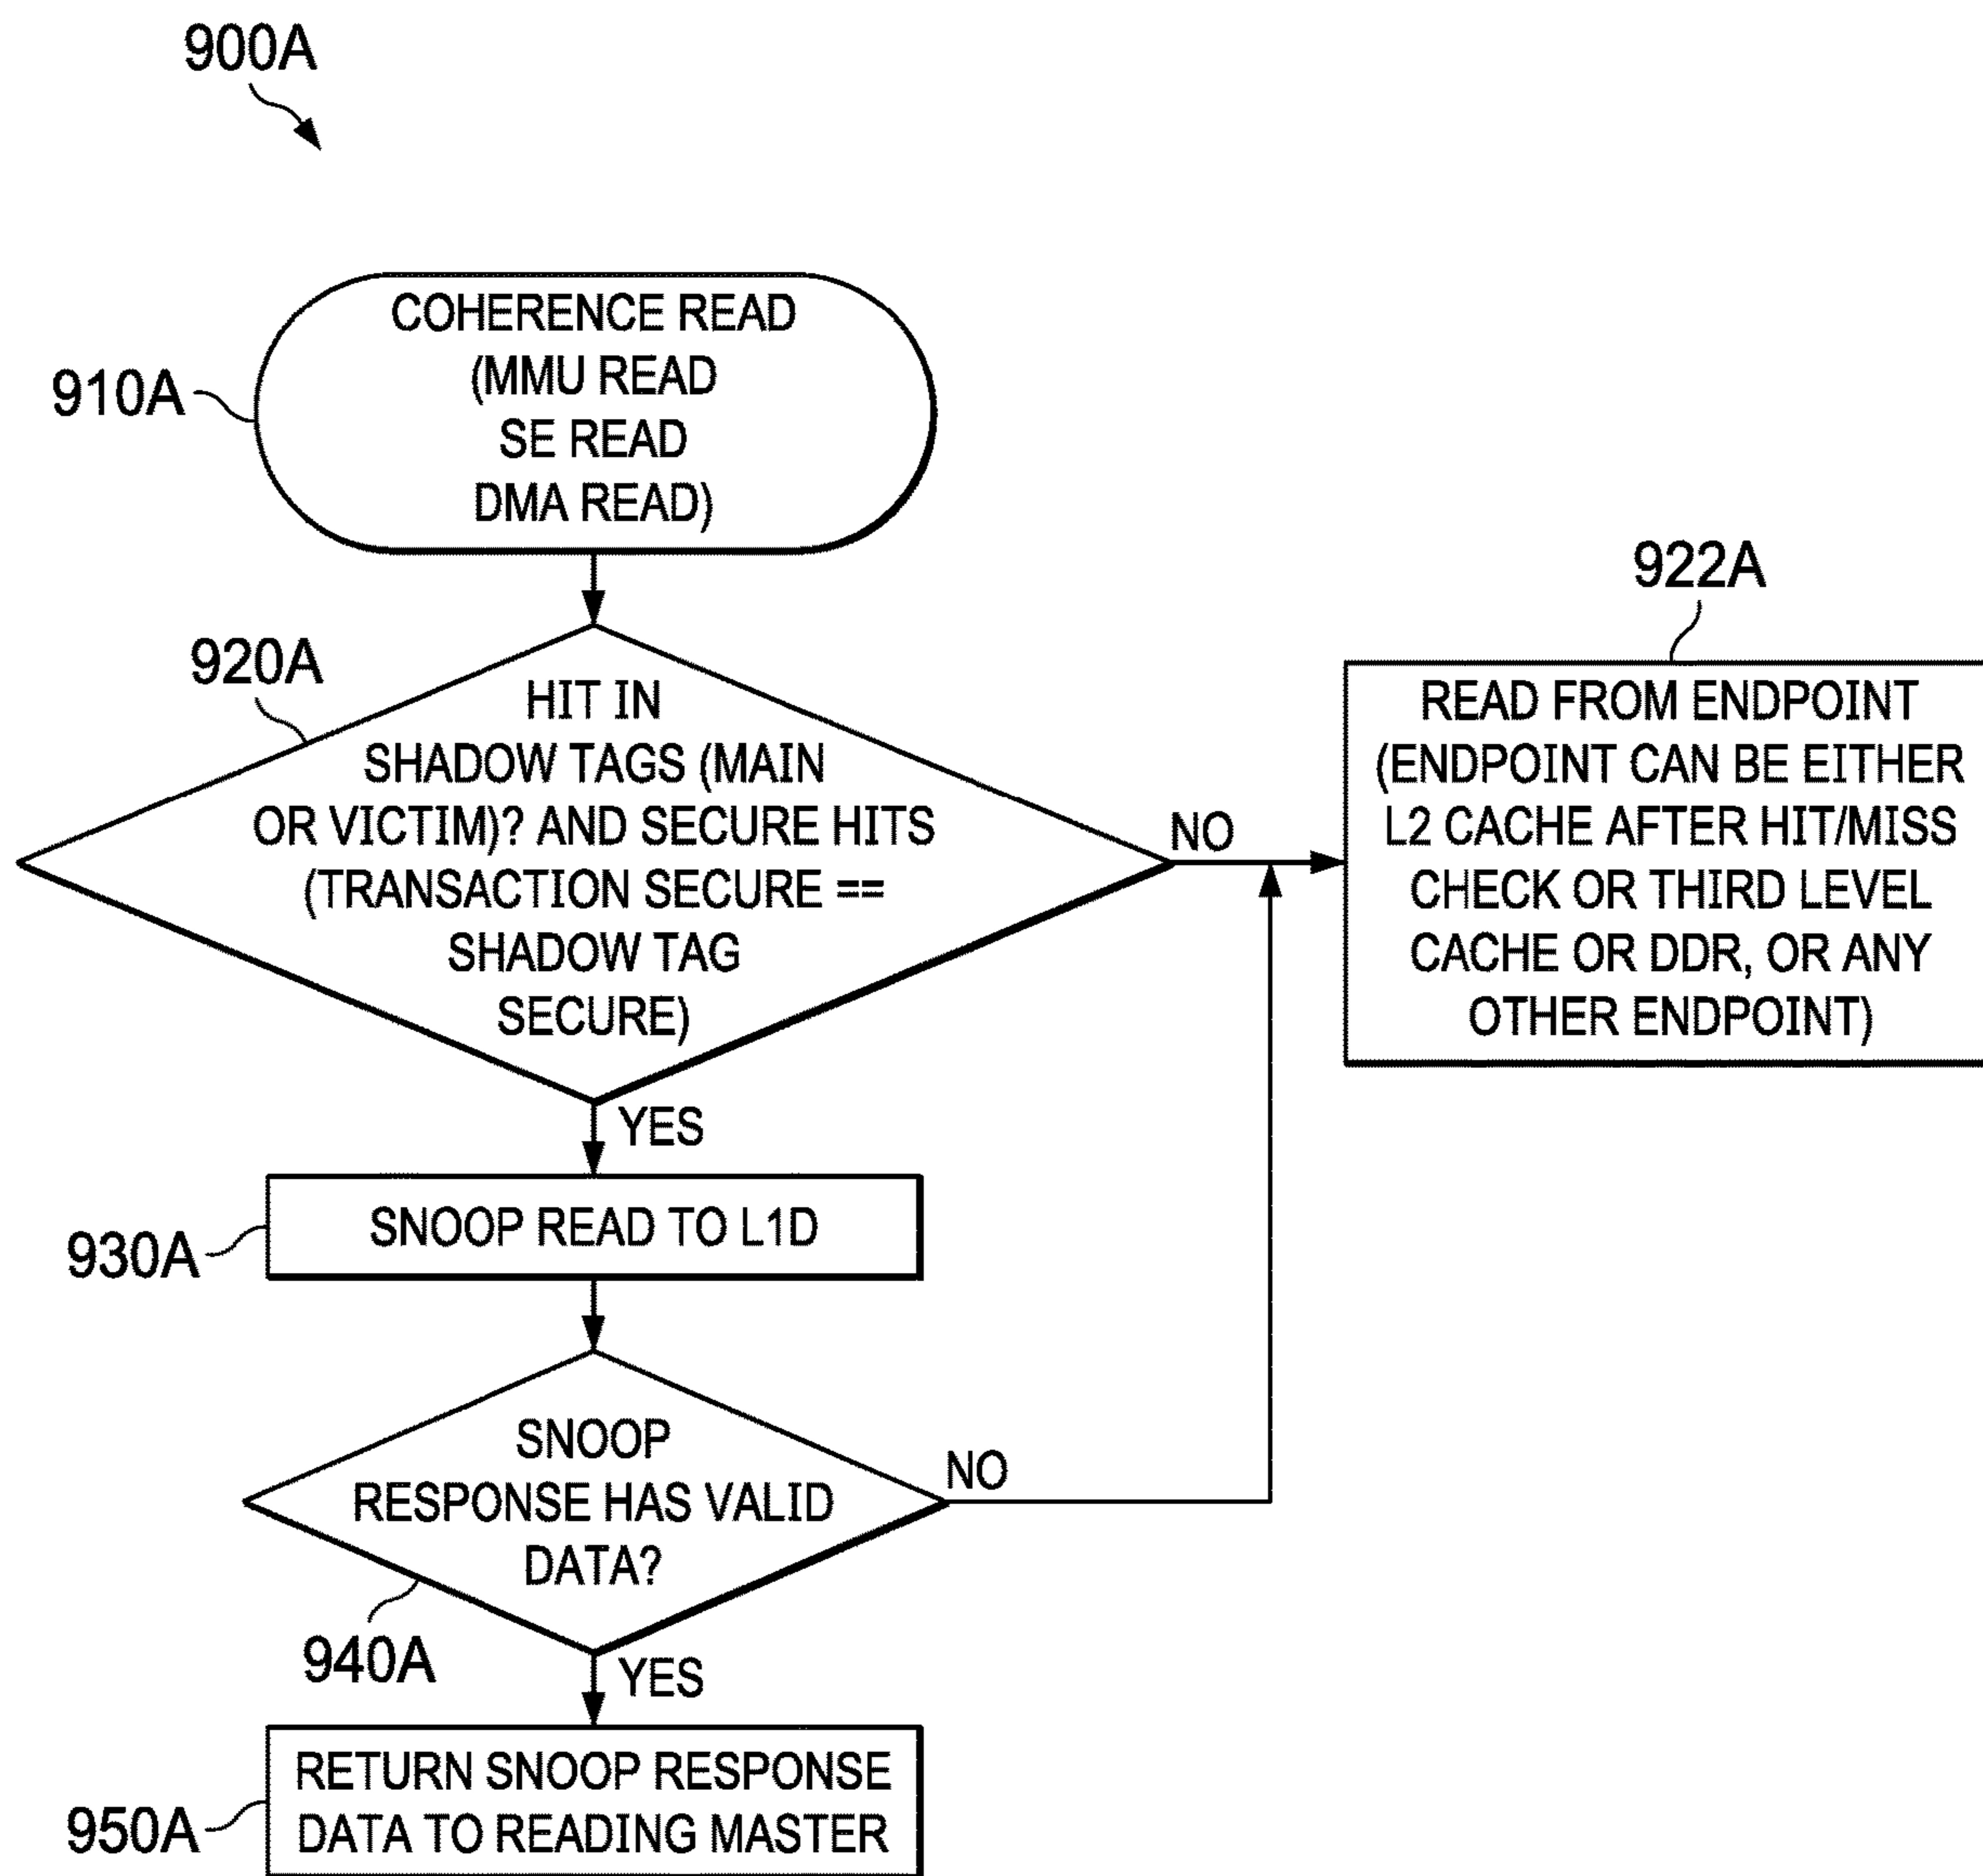 900A
910A
COHERENCE READ
(MMU READ
SE READ
DMA READ)
920A
HIT IN
SHADOW TAGS (MAIN
OR VICTIM)? AND SECURE HITS
(TRANSACTION SECURE ==
SHADOW TAG
SECURE)
NO
922A
READ FROM ENDPOINT
(ENDPOINT CAN BE EITHER
L2 CACHE AFTER HIT/MISS
CHECK OR THIRD LEVEL
CACHE OR DDR, OR ANY
OTHER ENDPOINT)
YES
930A
SNOOP READ TO L1D
SNOOP
RESPONSE HAS VALID
DATA?
NO
940A
YES
950A
RETURN SNOOP RESPONSE
DATA TO READING MASTER